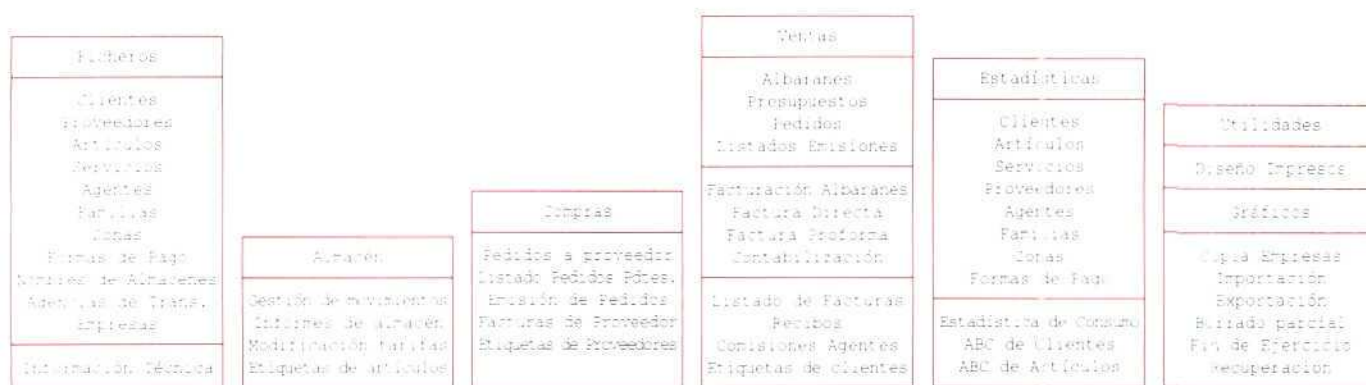 Ficheros
Clientes
Proveedores
Artículos
Servicios
Agentes
Familias
Zonas
Formas de Pago
Nombres de Almacenes
Agencias de Trans.
Empresas
Información Técnica
Almacén
Gestión de movimientos
Informes de almacén
Modificación tarifas
Etiquetas de artículos
Compras
Pedidos a proveedor
Listado Pedidos Pdtes.
Emisión de Pedidos
Facturas de Proveedor
Etiquetas de Proveedores
Ventas
Albaranes
Presupuestos
Pedidos
Listados Emisiones
Facturación Albaranes
Factura Directa
Factura Proforma
Contabilización
Listado de Facturas
Recibos
Comisiones Agentes
Etiquetas de clientes
Estadísticas
Clientes
Artículos
Servicios
Proveedores
Agentes
Familias
Zonas
Formas de Pago
Estadística de Consumo
ABC de Clientes
ABC de Artículos
Utilidades
Diseño Impresos
Gráficos
Copia Empresas
Importación
Exportación
Borrado parcial
Fin de Ejercicio
Recuperación